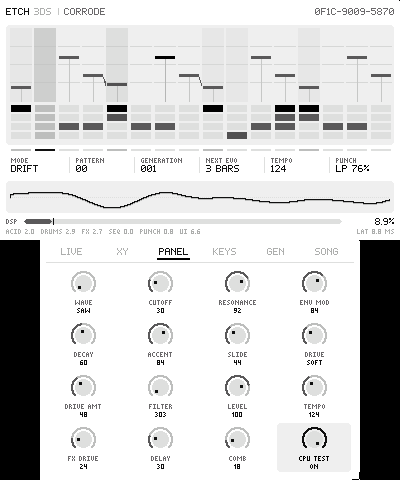 ETCH 3DS | CORRODE 0F1C-9009-5870
MODE PATTERN GENERATION NEXT EVO TEMPO PUNCH
DRIFT 00 001 3 BARS 124 LP 76%
DSP 8.9%
ACID 2.0 DRUMS 2.9 FX 2.7 SEQ 0.0 PUNCH 0.8 UI 6.6 LAT 8.8 MS
LIVE XY PANEL KEYS GEN SONG
WAVE CUTOFF RESONANCE ENV MOD
SAW 30 92 84
DECAY ACCENT SLIDE DRIVE
60 84 44 SOFT
DRIVE AMT FILTER LEVEL TEMPO
48 303 100 124
FX DRIVE DELAY COMB CPU TEST
24 30 18 ON